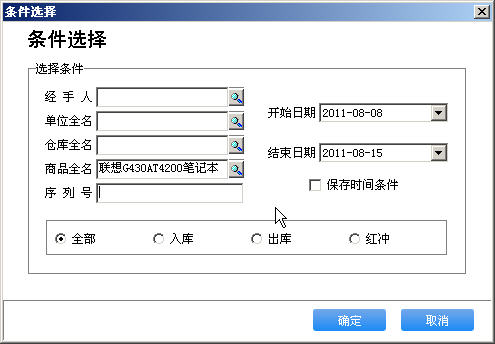 条件选择
条件选择
选择条件
经 手 人
单位全名
仓库全名
商品全名 联想G430AT4200笔记本
序 列 号
开始日期 2011-08-08
结束日期 2011-08-15
保存时间条件
全部 入库 出库 红冲
确定 取消